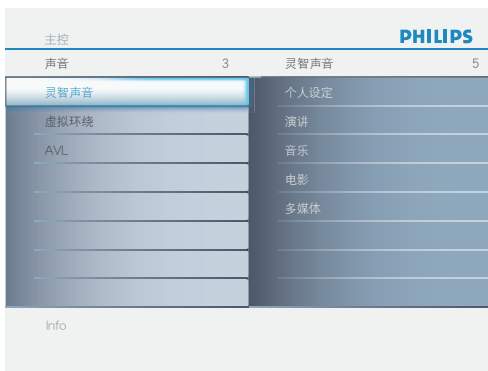 主控 PHILIPS
声音 3 灵智声音 5
灵智声音 个人设定
虚拟环绕 演讲
AVL 音乐
电影
多媒体
Info